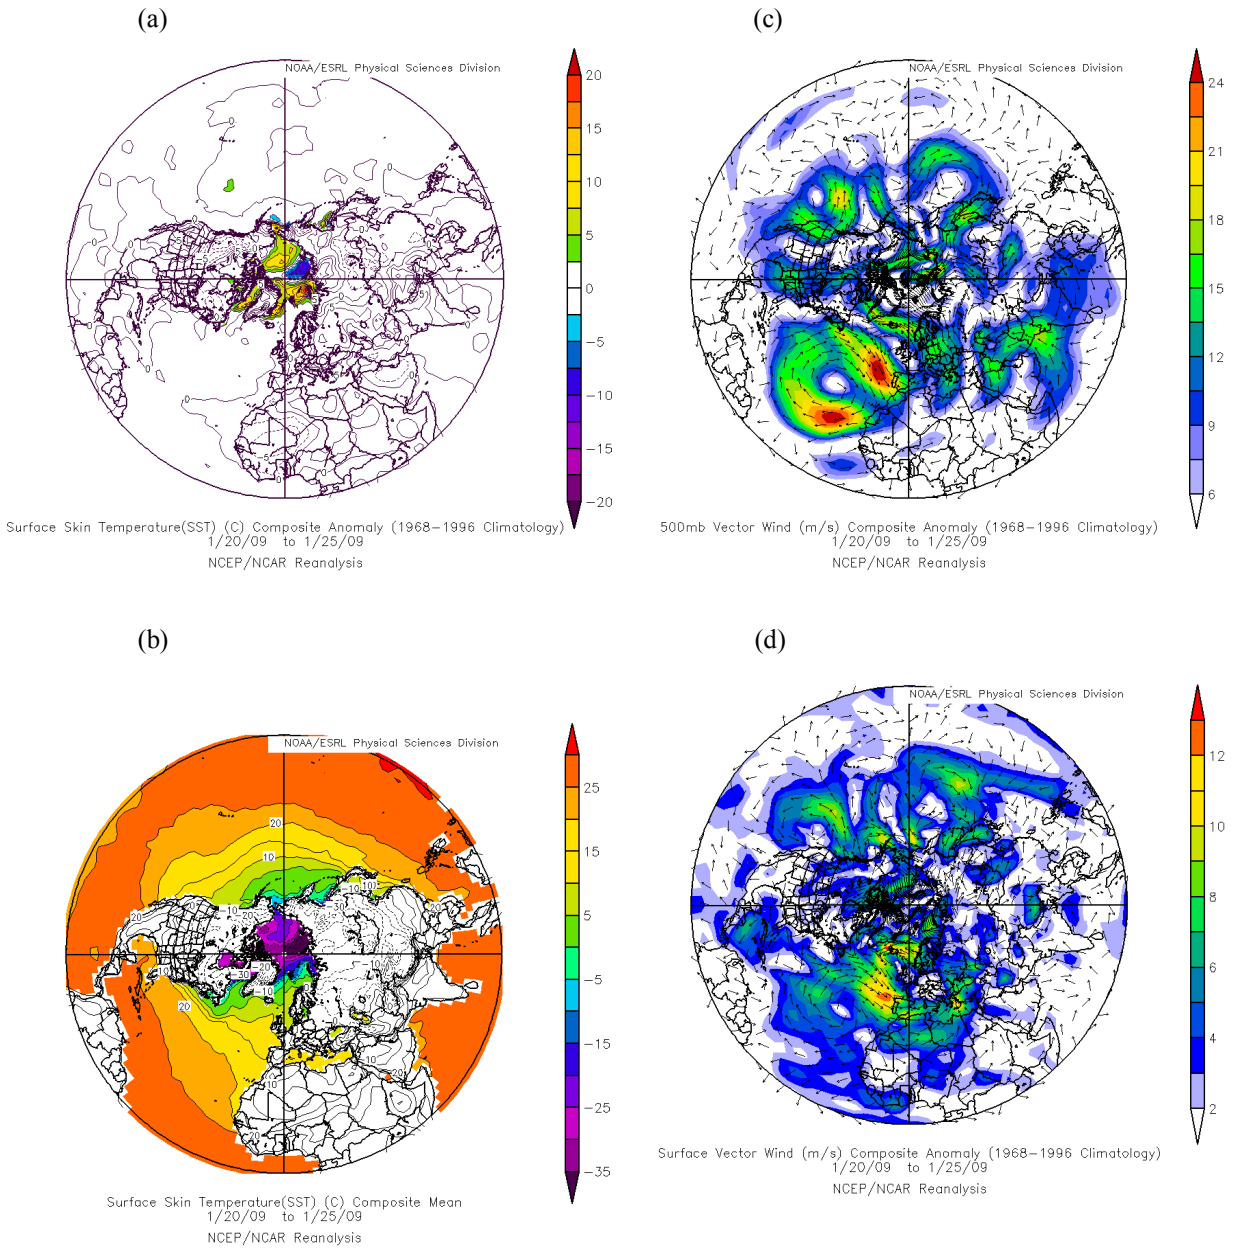 (a)
NOAA/ESRL Physical Sciences Division
20
15
10
5
0
−5
−10
−15
−20
Surface Skin Temperature(SST) (C) Composite Anomaly (1968−1996 Climatology)
1/20/09 to 1/25/09
NCEP/NCAR Reanalysis
(c)
NOAA/ESRL Physical Sciences Division
24
21
18
15
12
9
6
500mb Vector Wind (m/s) Composite Anomaly (1968−1996 Climatology)
1/20/09 to 1/25/09
NCEP/NCAR Reanalysis
(b)
NOAA/ESRL Physical Sciences Division
20
10
20
25
15
5
−5
−15
−25
−35
Surface Skin Temperature(SST) (C) Composite Mean
1/20/09 to 1/25/09
NCEP/NCAR Reanalysis
(d)
NOAA/ESRL Physical Sciences Division
12
10
8
6
4
2
Surface Vector Wind (m/s) Composite Anomaly (1968−1996 Climatology)
1/20/09 to 1/25/09
NCEP/NCAR Reanalysis